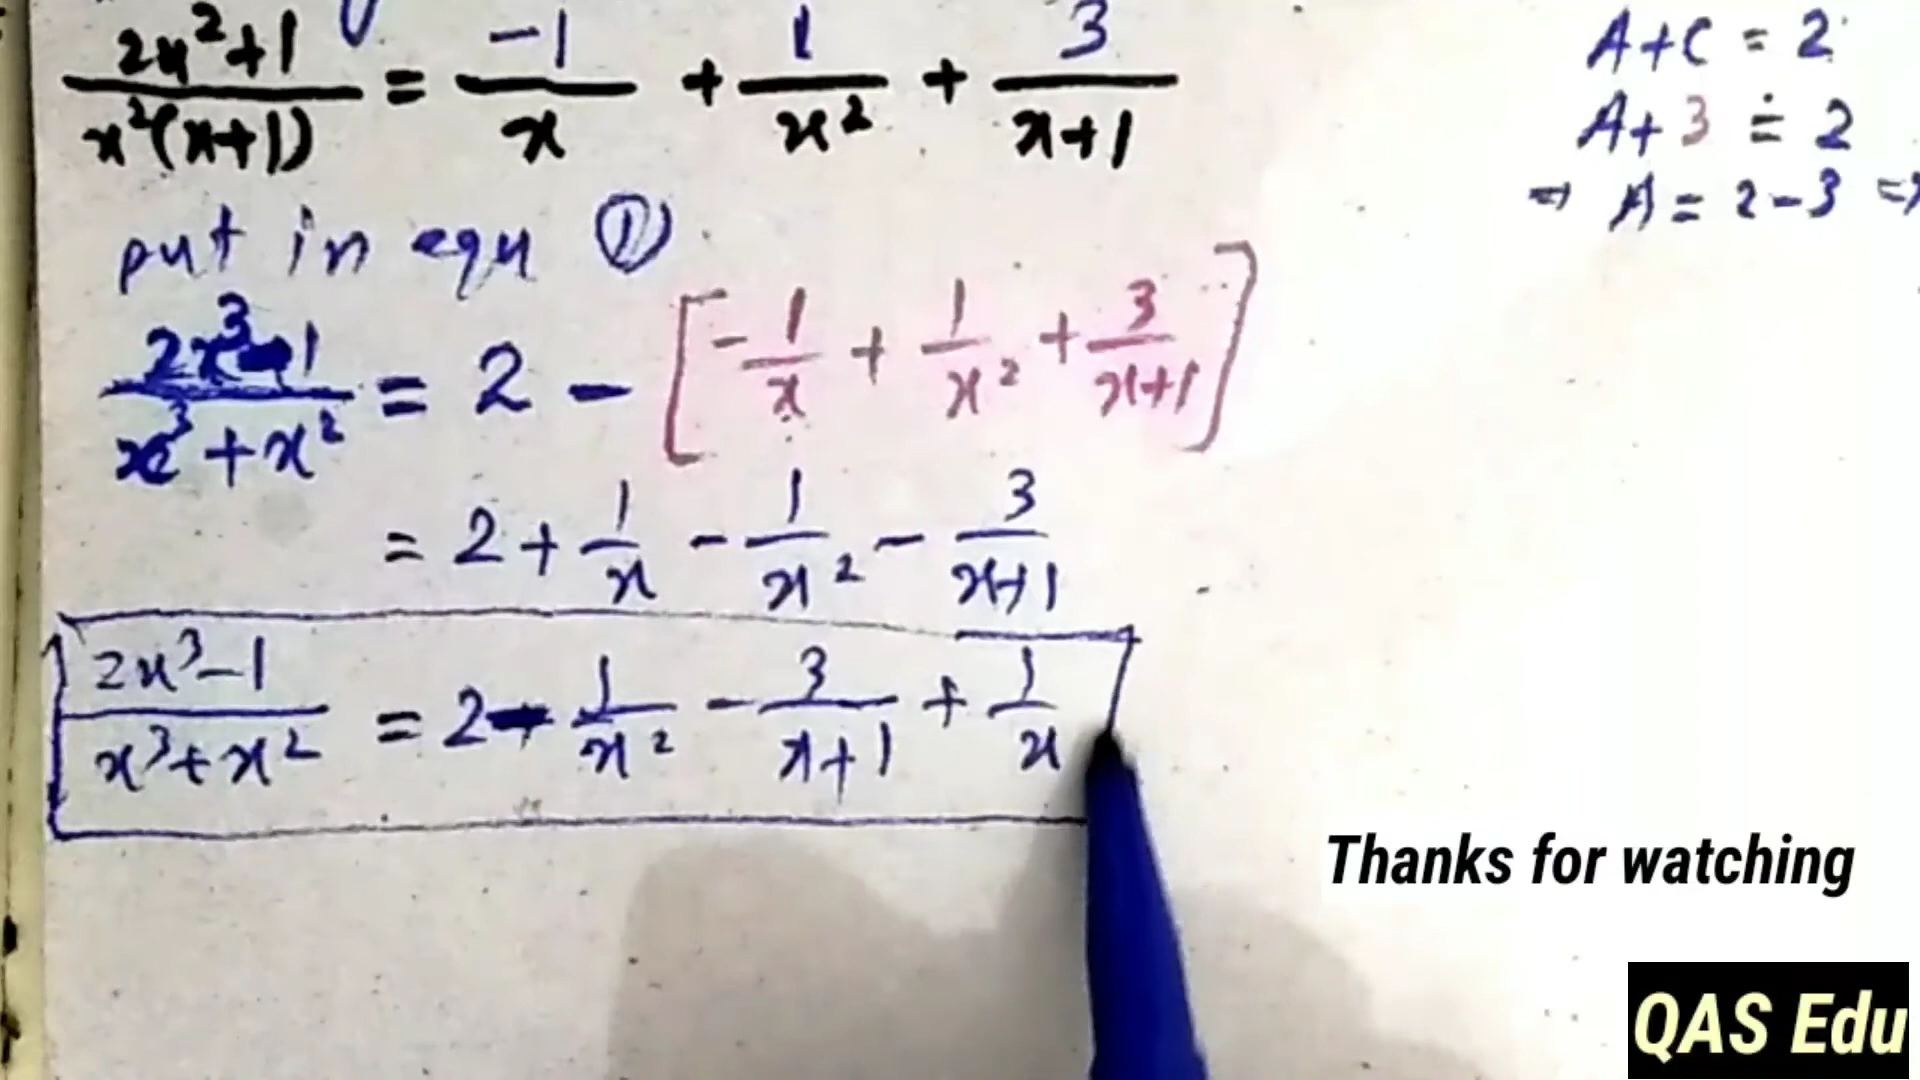 (2x²+1)/(x²(x+1)) = -1/x + 1/x² + 3/(x+1)
put in equ ①
(2x³-1)/(x³+x²) = 2 - [-1/x + 1/x² + 3/(x+1)]
= 2 + 1/x - 1/x² - 3/(x+1)
(2x³-1)/(x³+x²) = 2 - 1/x² - 3/(x+1) + 1/x
A+C = 2
A+3 = 2
⇒ A = 2-3 ⇒
Thanks for watching
QAS Edu